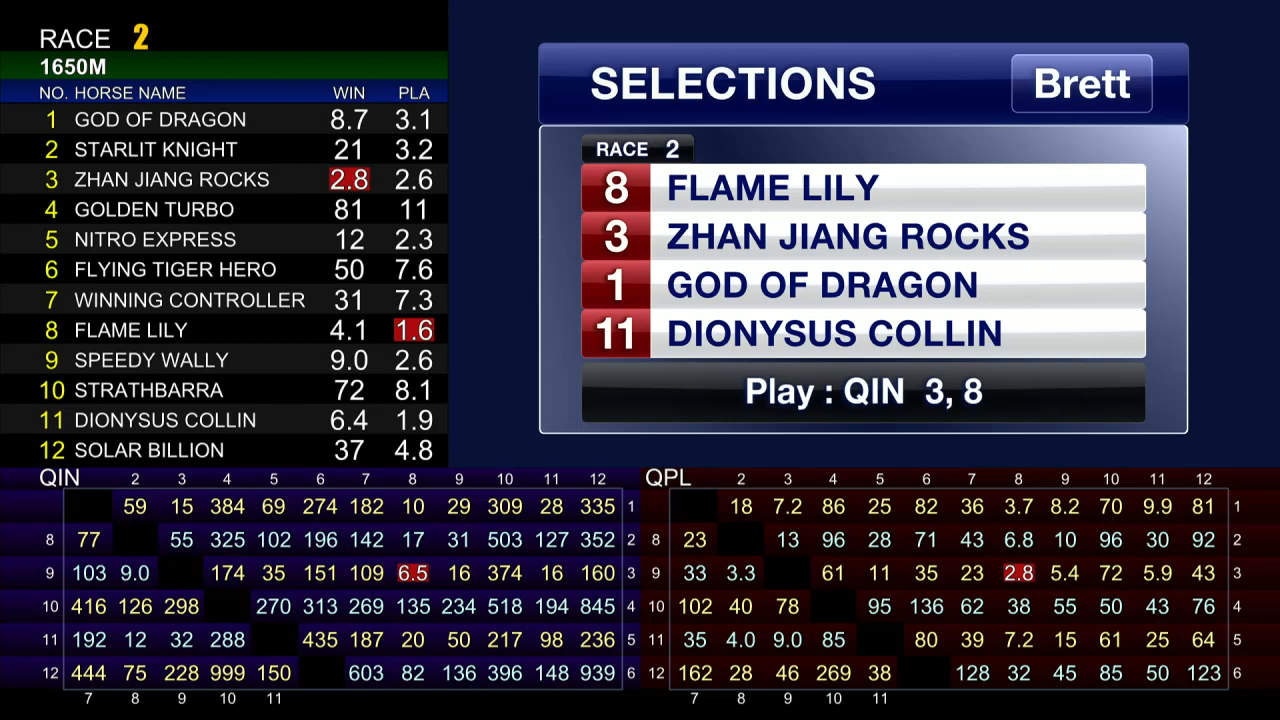 RACE 2
1650M
NO. HORSE NAME WIN PLA
1 GOD OF DRAGON 8.7 3.1
2 STARLIT KNIGHT 21 3.2
3 ZHAN JIANG ROCKS 2.8 2.6
4 GOLDEN TURBO 81 11
5 NITRO EXPRESS 12 2.3
6 FLYING TIGER HERO 50 7.6
7 WINNING CONTROLLER 31 7.3
8 FLAME LILY 4.1 1.6
9 SPEEDY WALLY 9.0 2.6
10 STRATHBARRA 72 8.1
11 DIONYSUS COLLIN 6.4 1.9
12 SOLAR BILLION 37 4.8
SELECTIONS Brett
RACE 2
8 FLAME LILY
3 ZHAN JIANG ROCKS
1 GOD OF DRAGON
11 DIONYSUS COLLIN
Play : QIN 3, 8
QIN 2 3 4 5 6 7 8 9 10 11 12
59 15 384 69 274 182 10 29 309 28 335 1
8 77 55 325 102 196 142 17 31 503 127 352 2
9 103 9.0 174 35 151 109 6.5 16 374 16 160 3
10 416 126 298 270 313 269 135 234 518 194 845 4
11 192 12 32 288 435 187 20 50 217 98 236 5
12 444 75 228 999 150 603 82 136 396 148 939 6
7 8 9 10 11
QPL 2 3 4 5 6 7 8 9 10 11 12
18 7.2 86 25 82 36 3.7 8.2 70 9.9 81 1
8 23 13 96 28 71 43 6.8 10 96 30 92 2
9 33 3.3 61 11 35 23 2.8 5.4 72 5.9 43 3
10 102 40 78 95 136 62 38 55 50 43 76 4
11 35 4.0 9.0 85 80 39 7.2 15 61 25 64 5
12 162 28 46 269 38 128 32 45 85 50 123 6
7 8 9 10 11